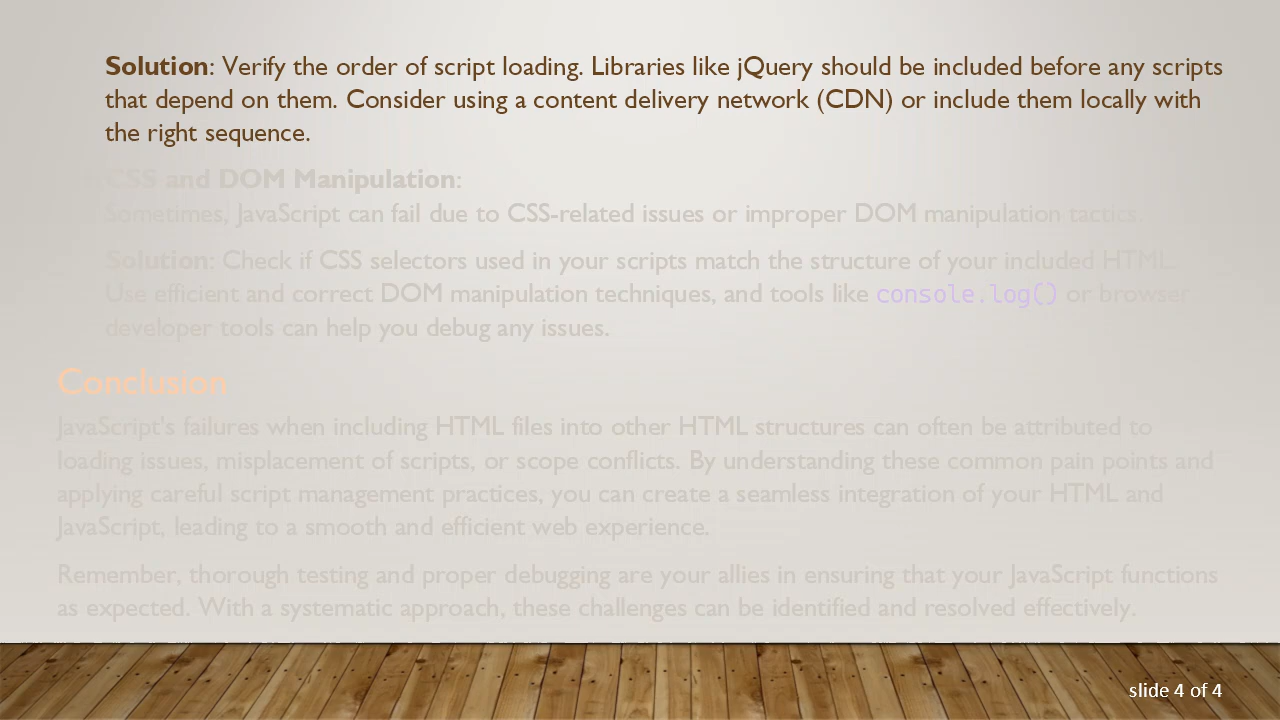 Solution: Verify the order of script loading. Libraries like jQuery should be included before any scripts
that depend on them. Consider using a content delivery network (CDN) or include them locally with
the right sequence.
CSS and DOM Manipulation:
Sometimes, JavaScript can fail due to CSS-related issues or improper DOM manipulation tactics.
Solution: Check if CSS selectors used in your scripts match the structure of your included HTML.
Use efficient and correct DOM manipulation techniques, and tools like console.log() or browser
developer tools can help you debug any issues.
Conclusion
JavaScript's failures when including HTML files into other HTML structures can often be attributed to
loading issues, misplacement of scripts, or scope conflicts. By understanding these common pain points and
applying careful script management practices, you can create a seamless integration of your HTML and
JavaScript, leading to a smooth and efficient web experience.
Remember, thorough testing and proper debugging are your allies in ensuring that your JavaScript functions
as expected. With a systematic approach, these challenges can be identified and resolved effectively.
slide 4 of 4